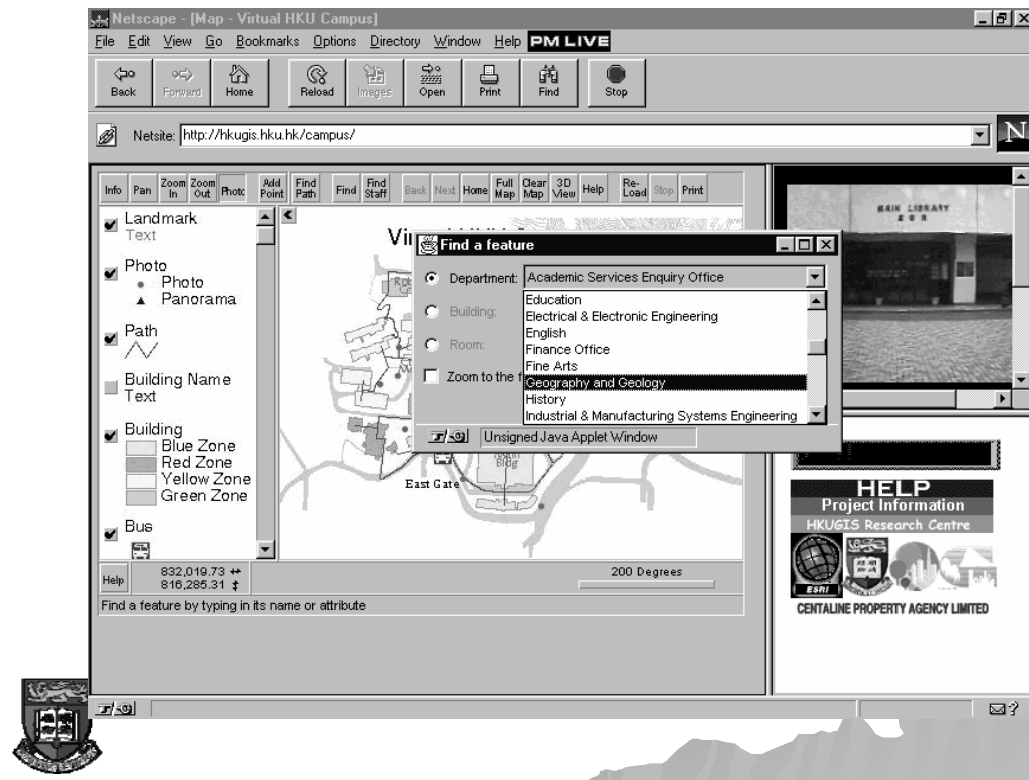 Netscape - [Map - Virtual HKU Campus]
File Edit View Go Bookmarks Options Directory Window Help PM LIVE
Back Forward Home Reload Images Open Print Find Stop
Netsite: http://hkugis.hku.hk/campus/
N
Info Pan Zoom In Zoom Out Photo Add Point Find Path Find Find Staff Back Next Home Full Map Clear Map 3D View Help Re-Load Stop Print
Landmark
Text
Photo
Photo
Panorama
Path
Building Name
Text
Building
Blue Zone
Red Zone
Yellow Zone
Green Zone
Bus
East Gate
Bldg
Find a feature
Department: Academic Services Enquiry Office
Building:
Room:
Zoom to the f
Education
Electrical & Electronic Engineering
English
Finance Office
Fine Arts
Geography and Geology
History
Industrial & Manufacturing Systems Engineering
Unsigned Java Applet Window
MAIN LIBRARY
HELP
Project Information
HKUGIS Research Centre
ESRI
CENTALINE PROPERTY AGENCY LIMITED
Help
832,019.73
816,285.31
200 Degrees
Find a feature by typing in its name or attribute